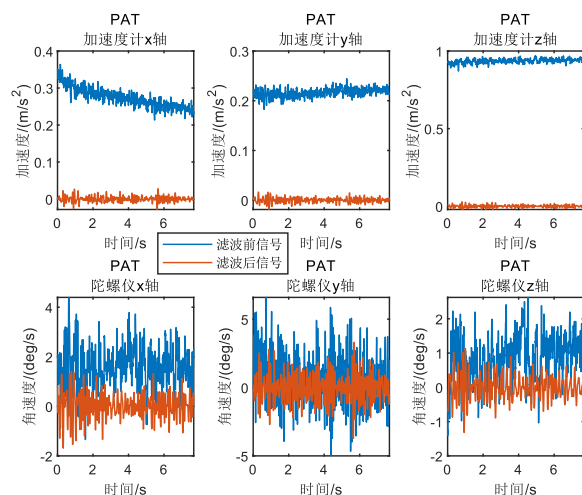 PAT
加速度计x轴
0.4
0.3
0.2
0.1
0
加速度/(m/s²)
0 2 4 6
时间/s
PAT
加速度计y轴
0.3
0.2
0.1
0
加速度/(m/s²)
0 2 4 6
时间/s
PAT
加速度计z轴
1
0.5
0
加速度/(m/s²)
0 2 4 6
时间/s
滤波前信号
滤波后信号
PAT
陀螺仪x轴
4
2
0
-2
角速度/(deg/s)
0 2 4 6
时间/s
PAT
陀螺仪y轴
5
0
-5
角速度/(deg/s)
0 2 4 6
时间/s
PAT
陀螺仪z轴
2
1
0
-1
-2
角速度/(deg/s)
0 2 4 6
时间/s